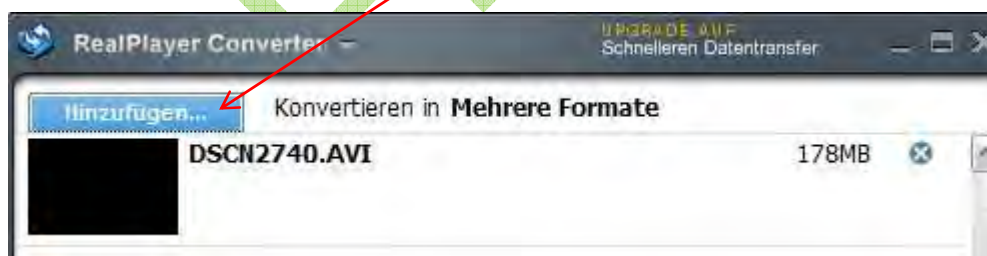 RealPlayer Converter
UPGRADE AUF
Schnelleren Datentransfer
Hinzufügen...
Konvertieren in Mehrere Formate
DSCN2740.AVI
178MB